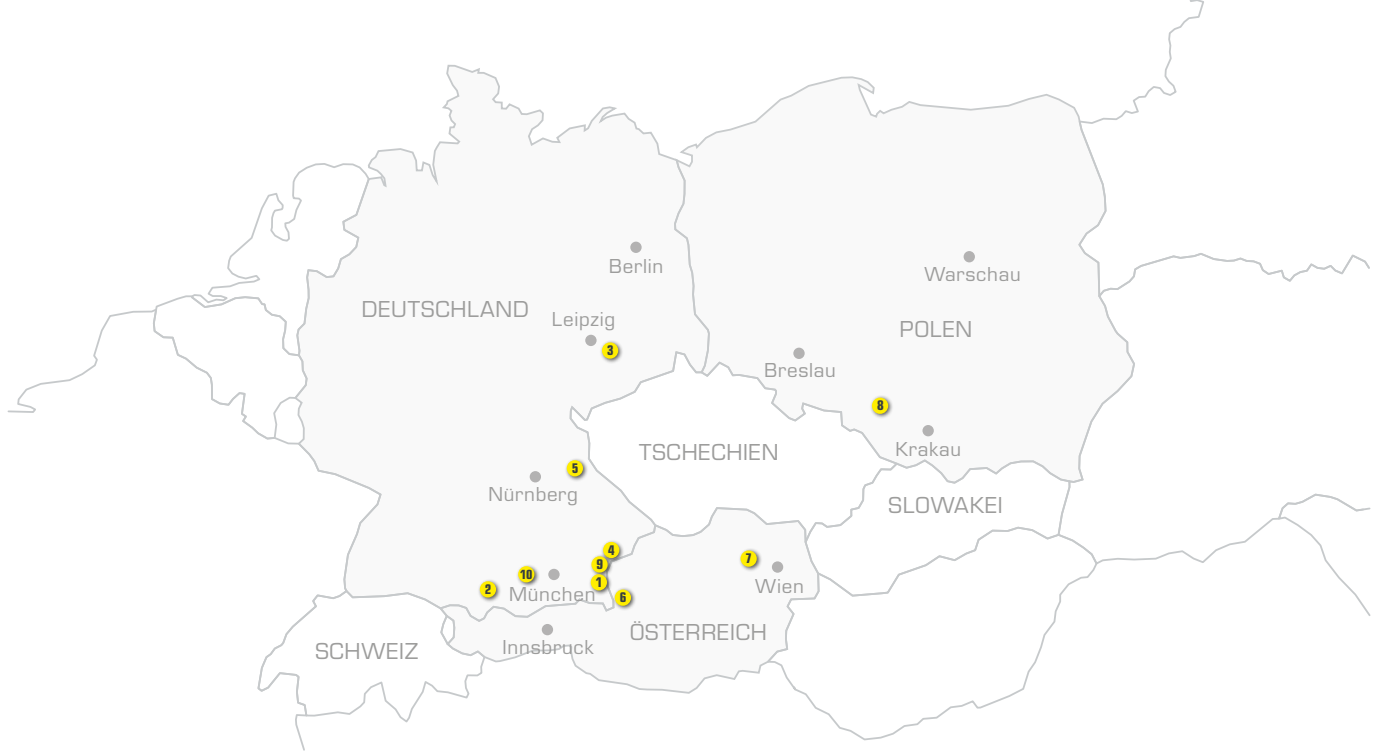 Berlin
Warschau
DEUTSCHLAND
Leipzig
POLEN
3
Breslau
8
Krakau
TSCHECHIEN
5
Nürnberg
SLOWAKEI
4
7
9
10
1
2
München
Wien
6
ÖSTERREICH
Innsbruck
SCHWEIZ